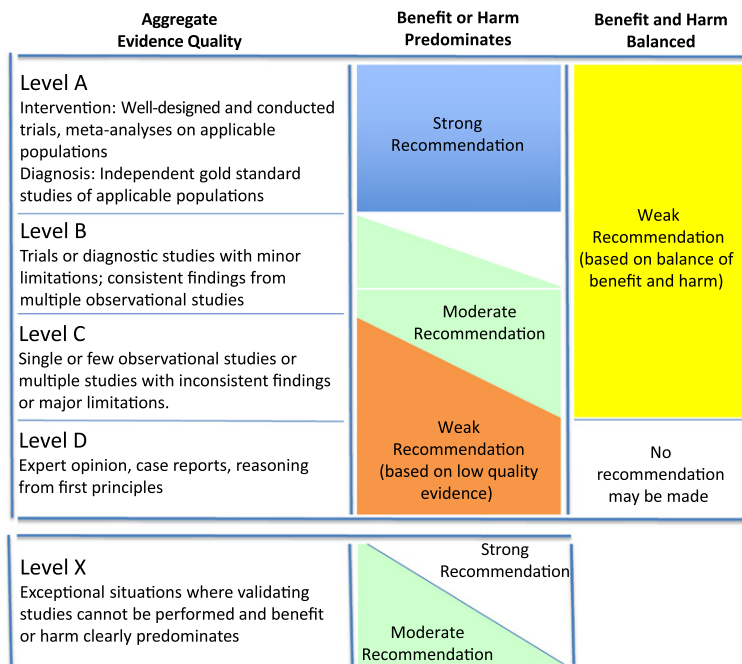 Aggregate
Evidence Quality
Benefit or Harm
Predominates
Benefit and Harm
Balanced
Level A
Intervention: Well-designed and conducted
trials, meta-analyses on applicable
populations
Diagnosis: Independent gold standard
studies of applicable populations
Strong
Recommendation
Weak
Recommendation
(based on balance of
benefit and harm)
Level B
Trials or diagnostic studies with minor
limitations; consistent findings from
multiple observational studies
Moderate
Recommendation
Level C
Single or few observational studies or
multiple studies with inconsistent findings
or major limitations.
Level D
Expert opinion, case reports, reasoning
from first principles
Weak
Recommendation
(based on low quality
evidence)
No
recommendation
may be made
Level X
Exceptional situations where validating
studies cannot be performed and benefit
or harm clearly predominates
Strong
Recommendation
Moderate
Recommendation